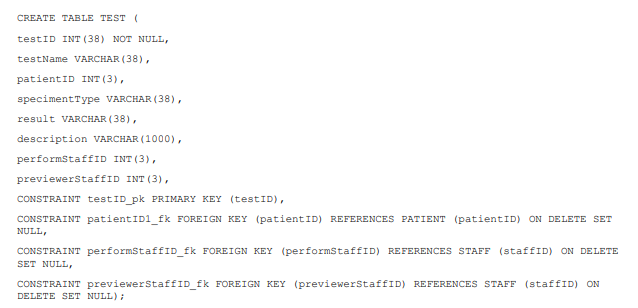 CREATE TABLE TEST (
testID INT(38) NOT NULL,
testName VARCHAR(38),
patientID INT(3),
specimentType VARCHAR(38),
result VARCHAR(38),
description VARCHAR(1000),
performStaffID INT(3),
previewerStaffID INT(3),
CONSTRAINT testID_pk PRIMARY KEY (testID),
CONSTRAINT patientID1_fk FOREIGN KEY (patientID) REFERENCES PATIENT (patientID) ON DELETE SET
NULL,
CONSTRAINT performStaffID_fk FOREIGN KEY (performStaffID) REFERENCES STAFF (staffID) ON DELETE
SET NULL,
CONSTRAINT previewerStaffID_fk FOREIGN KEY (previewerStaffID) REFERENCES STAFF (staffID) ON
DELETE SET NULL);